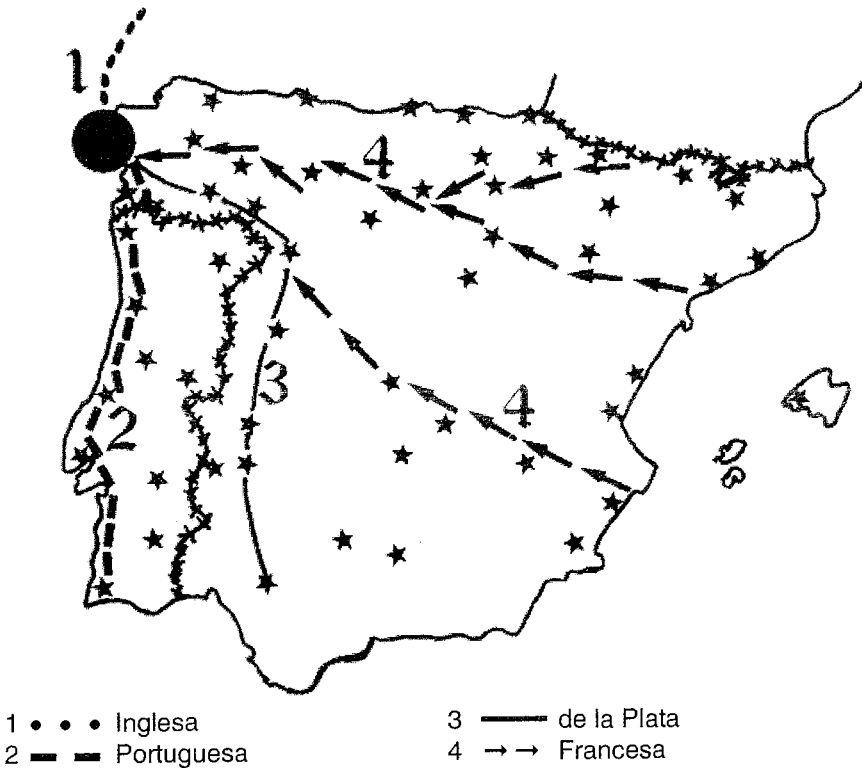 1
4
3
4
2
1 • • • Inglesa
2 — — Portuguesa
3 —— de la Plata
4 →→ Francesa